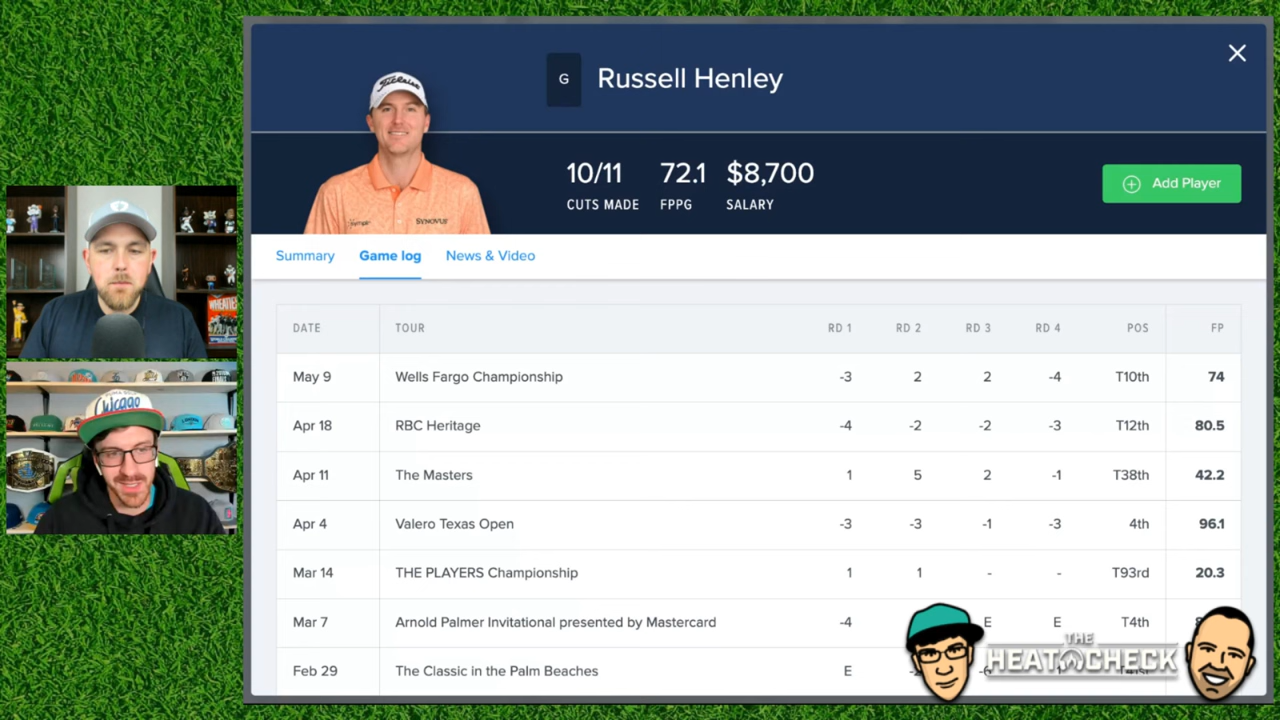 G Russell Henley
Titleist
10/11 72.1 $8,700
CUTS MADE FPPG SALARY
Add Player
SYNOVUS
Summary Game log News & Video
DATE TOUR RD 1 RD 2 RD 3 RD 4 POS FP
May 9 Wells Fargo Championship -3 2 2 -4 T10th 74
Apr 18 RBC Heritage -4 -2 -2 -3 T12th 80.5
Apr 11 The Masters 1 5 2 -1 T38th 42.2
Apr 4 Valero Texas Open -3 -3 -1 -3 4th 96.1
Mar 14 THE PLAYERS Championship 1 1 - - T93rd 20.3
Mar 7 Arnold Palmer Invitational presented by Mastercard -4 E E T4th
Feb 29 The Classic in the Palm Beaches E
WHEATIES
Chicago
THE
HEAT CHECK